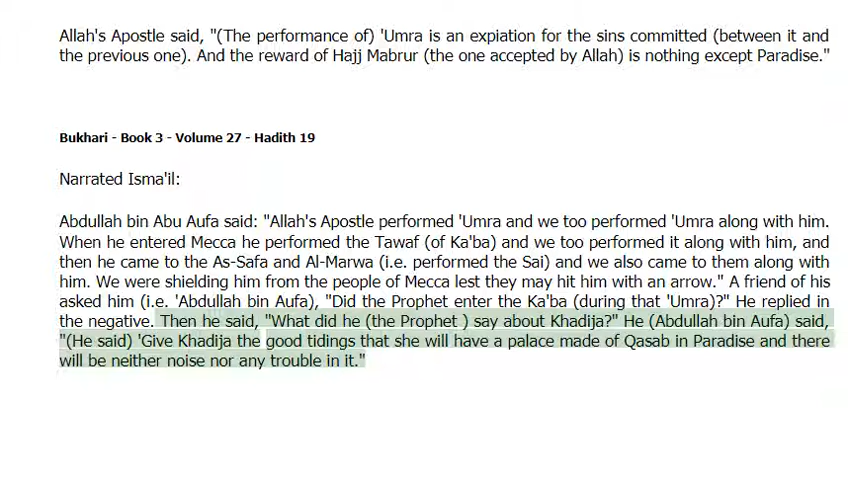 Allah's Apostle said, "(The performance of) 'Umra is an expiation for the sins committed (between it and
the previous one). And the reward of Hajj Mabrur (the one accepted by Allah) is nothing except Paradise."
Bukhari - Book 3 - Volume 27 - Hadith 19
Narrated Isma'il:
Abdullah bin Abu Aufa said: "Allah's Apostle performed 'Umra and we too performed 'Umra along with him.
When he entered Mecca he performed the Tawaf (of Ka'ba) and we too performed it along with him, and
then he came to the As-Safa and Al-Marwa (i.e. performed the Sai) and we also came to them along with
him. We were shielding him from the people of Mecca lest they may hit him with an arrow." A friend of his
asked him (i.e. 'Abdullah bin Aufa), "Did the Prophet enter the Ka'ba (during that 'Umra)?" He replied in
the negative. Then he said, "What did he (the Prophet ) say about Khadija?" He (Abdullah bin Aufa) said,
"(He said) 'Give Khadija the good tidings that she will have a palace made of Qasab in Paradise and there
will be neither noise nor any trouble in it."